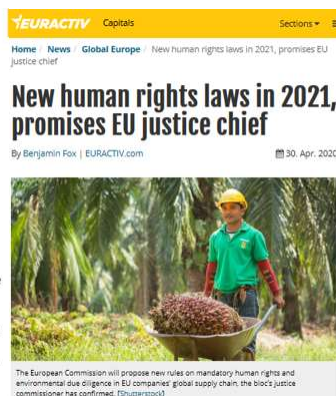 EURACTIV Capitals Sections
Home / News / Global Europe / New human rights laws in 2021, promises EU
justice chief
New human rights laws in 2021,
promises EU justice chief
By Benjamin Fox | EURACTIV.com 30. Apr. 2020
The European Commission will propose new rules on mandatory human rights and
environmental due diligence in EU companies' global supply chain, the bloc's justice
commissioner has confirmed. [Shutterstock]